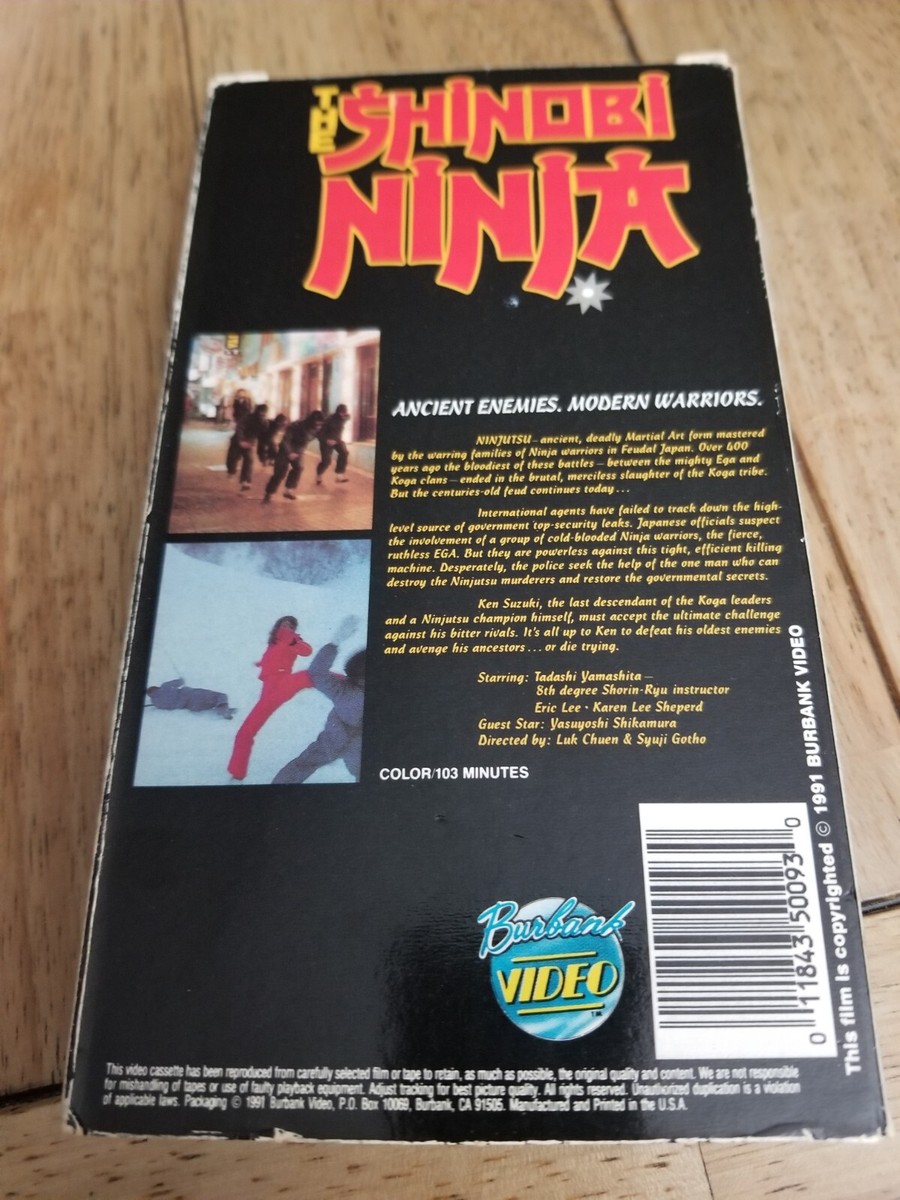 THE SHINOBI
NINJA
ANCIENT ENEMIES. MODERN WARRIORS.
NINJUTSU – ancient, deadly Martial Art form mastered
by the warring families of Ninja warriors in Feudal Japan. Over 400
years ago the bloodiest of these battles – between the mighty Ega and
Koga clans – ended in the brutal, merciless slaughter of the Koga tribe.
But the centuries-old feud continues today...
International agents have failed to track down the high-
level source of government top-security leaks. Japanese officials suspect
the involvement of a group of cold-blooded Ninja warriors, the fierce,
ruthless EGA. But they are powerless against this tight, efficient killing
machine. Desperately, the police seek the help of the one man who can
destroy the Ninjutsu murderers and restore the governmental secrets.
Ken Suzuki, the last descendant of the Koga leaders
and a Ninjutsu champion himself, must accept the ultimate challenge
against his bitter rivals. It's all up to Ken to defeat his oldest enemies
and avenge his ancestors... or die trying.
Starring: Tadashi Yamashita –
8th degree Shorin-Ryu instructor
Eric Lee • Karen Lee Sheperd
Guest Star: Yasuyoshi Shikamura
Directed by: Luk Chuen & Syuji Gotho
COLOR/103 MINUTES
Burbank
VIDEO
TM
0 11843 50093 0
This film is copyrighted © 1991 BURBANK VIDEO
This video cassette has been reproduced from carefully selected film or tape to retain, as much as possible, the original quality and content. We are not responsible
for mishandling of tapes or use of faulty playback equipment. Adjust tracking for best picture quality. All rights reserved. Unauthorized duplication is a violation
of applicable laws. Packaging © 1991 Burbank Video, P.O. Box 10069, Burbank, CA 91505. Manufactured and Printed in the U.S.A.